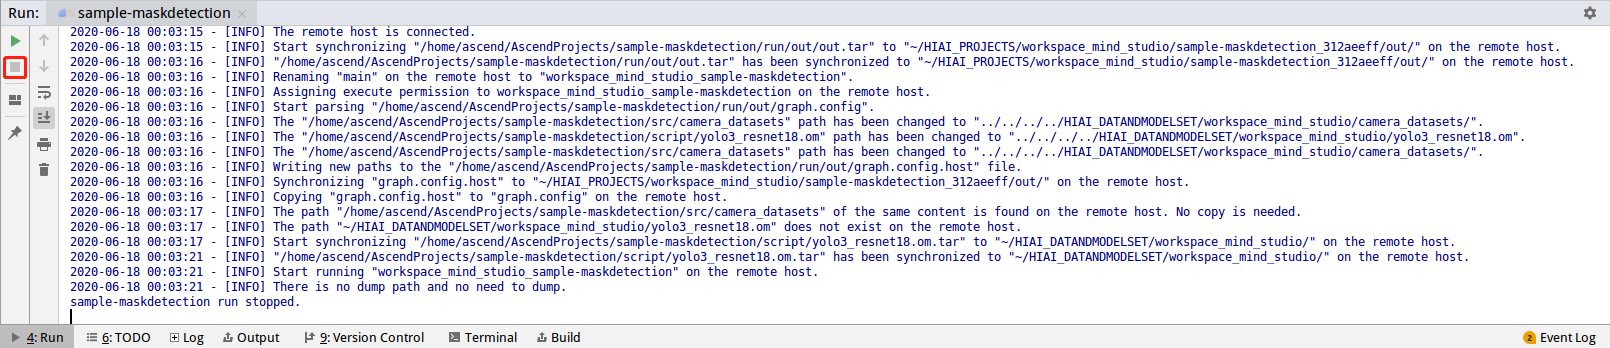 Run: sample-maskdetection
2020-06-18 00:03:15 - [INFO] The remote host is connected.
2020-06-18 00:03:15 - [INFO] Start synchronizing "/home/ascend/AscendProjects/sample-maskdetection/run/out/out.tar" to "~/HIAI_PROJECTS/workspace_mind_studio/sample-maskdetection_312aeeff/out/" on the remote host.
2020-06-18 00:03:16 - [INFO] "/home/ascend/AscendProjects/sample-maskdetection/run/out/out.tar" has been synchronized to "~/HIAI_PROJECTS/workspace_mind_studio/sample-maskdetection_312aeeff/out/" on the remote host.
2020-06-18 00:03:16 - [INFO] Renaming "main" on the remote host to "workspace_mind_studio_sample-maskdetection".
2020-06-18 00:03:16 - [INFO] Assigning execute permission to workspace_mind_studio_sample-maskdetection on the remote host.
2020-06-18 00:03:16 - [INFO] Start parsing "/home/ascend/AscendProjects/sample-maskdetection/run/out/graph.config".
2020-06-18 00:03:16 - [INFO] The "/home/ascend/AscendProjects/sample-maskdetection/src/camera_datasets" path has been changed to "../../../../HIAI_DATANDMODELSET/workspace_mind_studio/camera_datasets/".
2020-06-18 00:03:16 - [INFO] The "/home/ascend/AscendProjects/sample-maskdetection/script/yolo3_resnet18.om" path has been changed to "../../../../HIAI_DATANDMODELSET/workspace_mind_studio/yolo3_resnet18.om".
2020-06-18 00:03:16 - [INFO] The "/home/ascend/AscendProjects/sample-maskdetection/src/camera_datasets" path has been changed to "../../../../HIAI_DATANDMODELSET/workspace_mind_studio/camera_datasets/".
2020-06-18 00:03:16 - [INFO] Writing new paths to the "/home/ascend/AscendProjects/sample-maskdetection/run/out/graph.config.host" file.
2020-06-18 00:03:16 - [INFO] Synchronizing "graph.config.host" to "~/HIAI_PROJECTS/workspace_mind_studio/sample-maskdetection_312aeeff/out/" on the remote host.
2020-06-18 00:03:16 - [INFO] Copying "graph.config.host" to "graph.config" on the remote host.
2020-06-18 00:03:17 - [INFO] The path "/home/ascend/AscendProjects/sample-maskdetection/src/camera_datasets" of the same content is found on the remote host. No copy is needed.
2020-06-18 00:03:17 - [INFO] The path "~/HIAI_DATANDMODELSET/workspace_mind_studio/yolo3_resnet18.om" does not exist on the remote host.
2020-06-18 00:03:17 - [INFO] Start synchronizing "/home/ascend/AscendProjects/sample-maskdetection/script/yolo3_resnet18.om.tar" to "~/HIAI_DATANDMODELSET/workspace_mind_studio/" on the remote host.
2020-06-18 00:03:21 - [INFO] "/home/ascend/AscendProjects/sample-maskdetection/script/yolo3_resnet18.om.tar" has been synchronized to "~/HIAI_DATANDMODELSET/workspace_mind_studio/" on the remote host.
2020-06-18 00:03:21 - [INFO] Start running "workspace_mind_studio_sample-maskdetection" on the remote host.
2020-06-18 00:03:21 - [INFO] There is no dump path and no need to dump.
sample-maskdetection run stopped.
4: Run 6: TODO Log Output 9: Version Control Terminal Build 2 Event Log